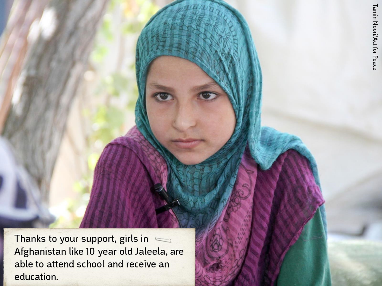 Thanks to your support, girls in
Afghanistan like 10 year old Jaleela, are
able to attend school and receive an
education.